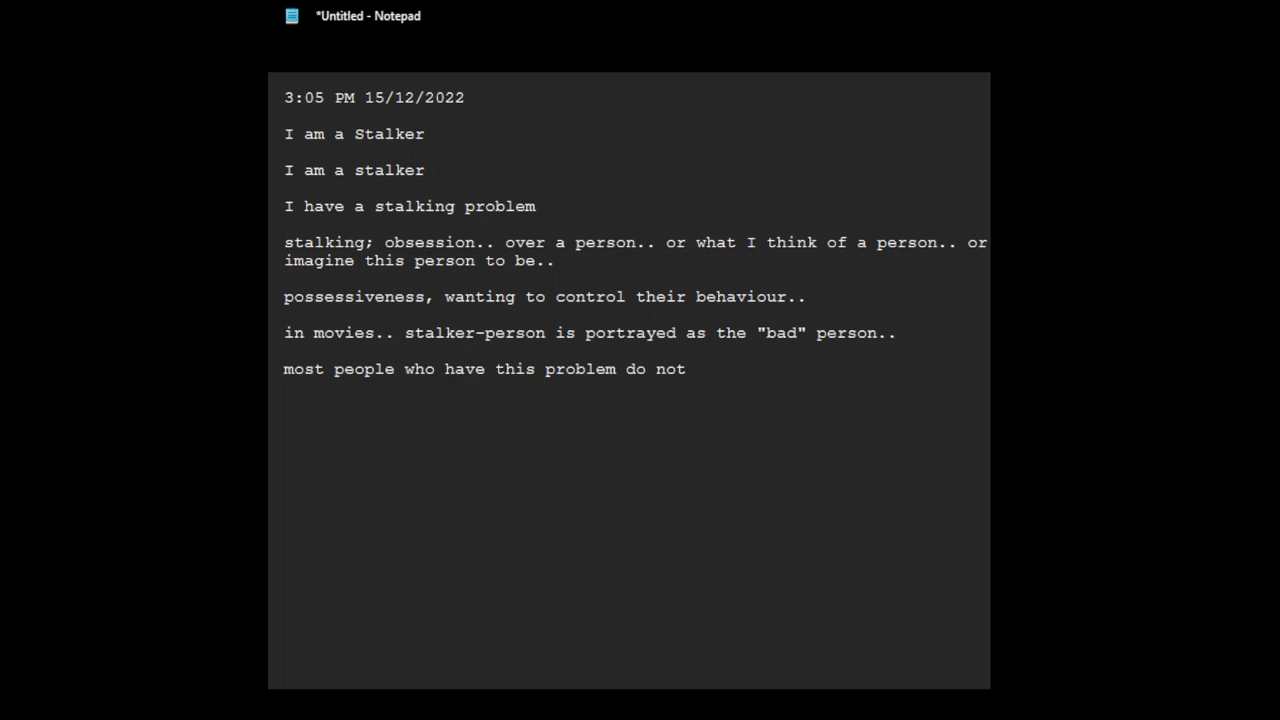 *Untitled - Notepad
3:05 PM 15/12/2022
I am a Stalker
I am a stalker
I have a stalking problem
stalking; obsession.. over a person.. or what I think of a person.. or
imagine this person to be..
possessiveness, wanting to control their behaviour..
in movies.. stalker-person is portrayed as the "bad" person..
most people who have this problem do not